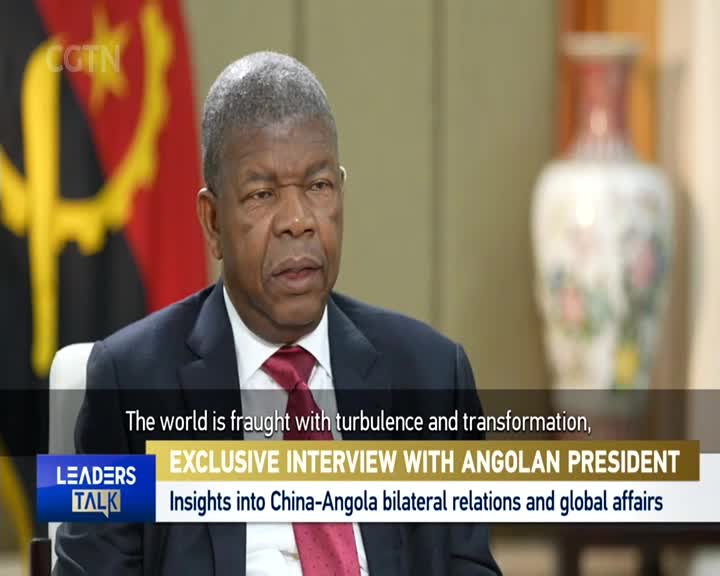 CGTN
The world is fraught with turbulence and transformation,
EXCLUSIVE INTERVIEW WITH ANGOLAN PRESIDENT
LEADERS
TALK
Insights into China-Angola bilateral relations and global affairs